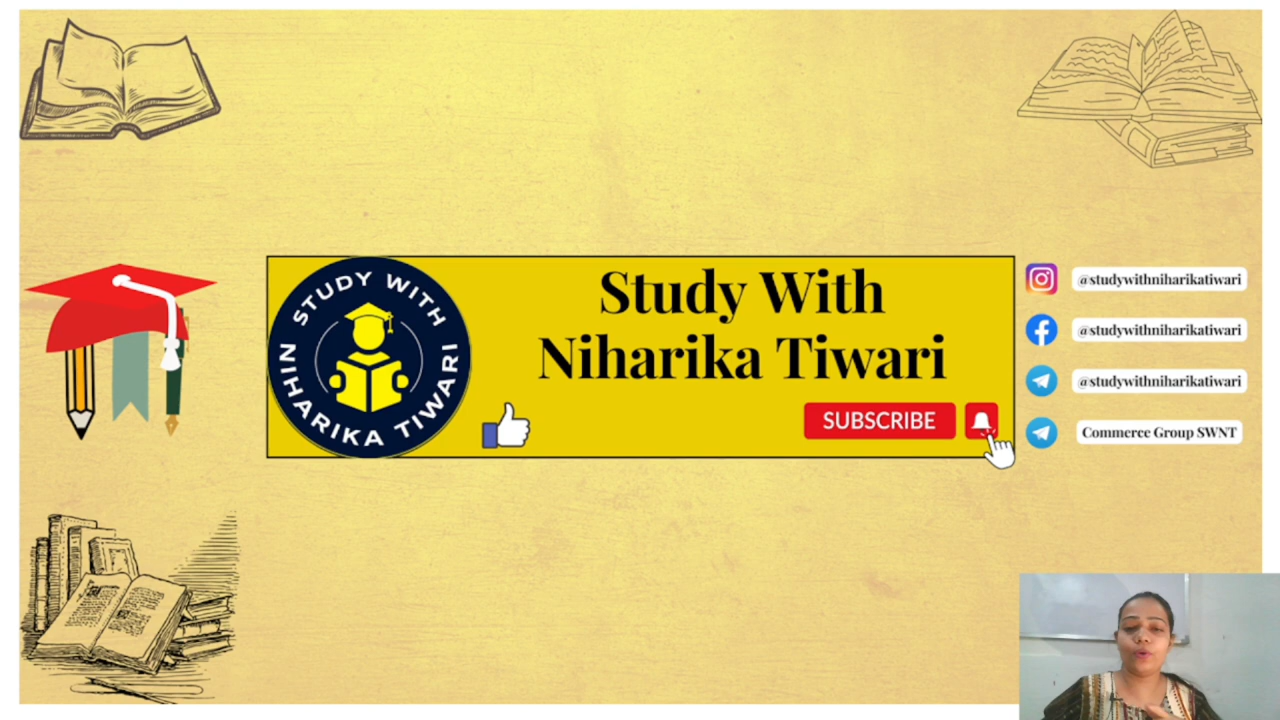 STUDY WITH
NIHARIKA TIWARI
Study With
Niharika Tiwari
SUBSCRIBE
@studywithniharikatiwari
@studywithniharikatiwari
@studywithniharikatiwari
Commerce Group SWNT